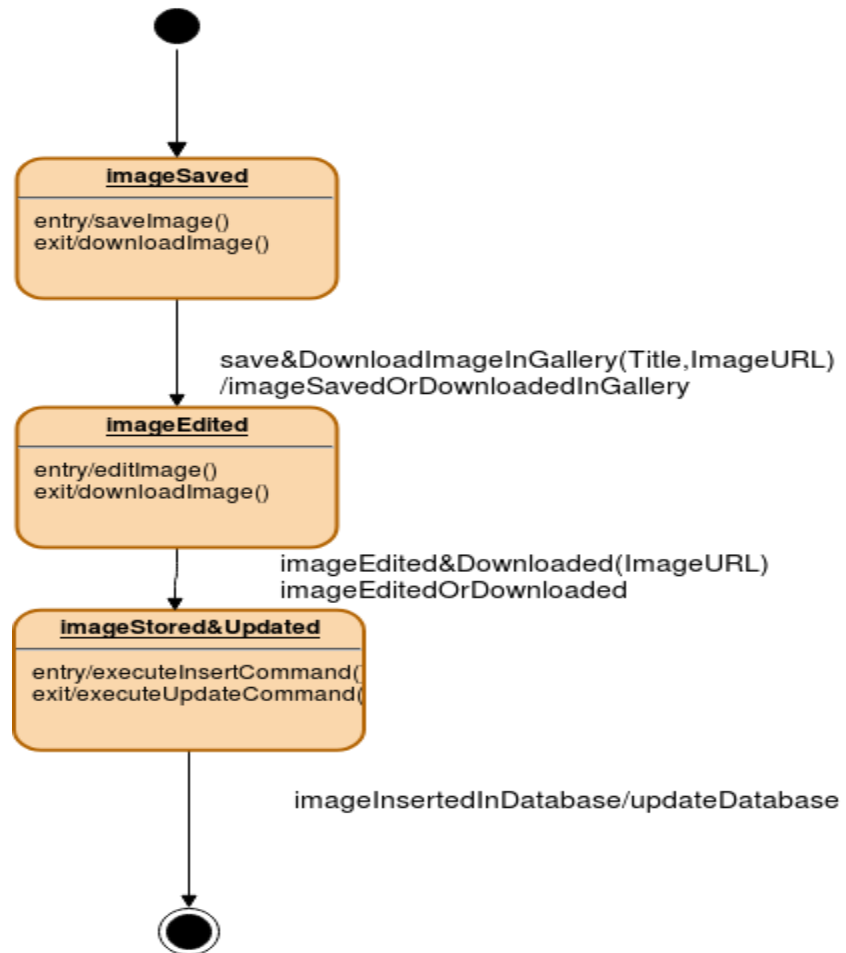 imageSaved
entry/saveImage()
exit/downloadImage()
save&DownloadImageInGallery(Title,ImageURL)
/imageSavedOrDownloadedInGallery
imageEdited
entry/editImage()
exit/downloadImage()
imageEdited&Downloaded(ImageURL)
imageEditedOrDownloaded
imageStored&Updated
entry/executeInsertCommand()
exit/executeUpdateCommand(
imageInsertedInDatabase/updateDatabase